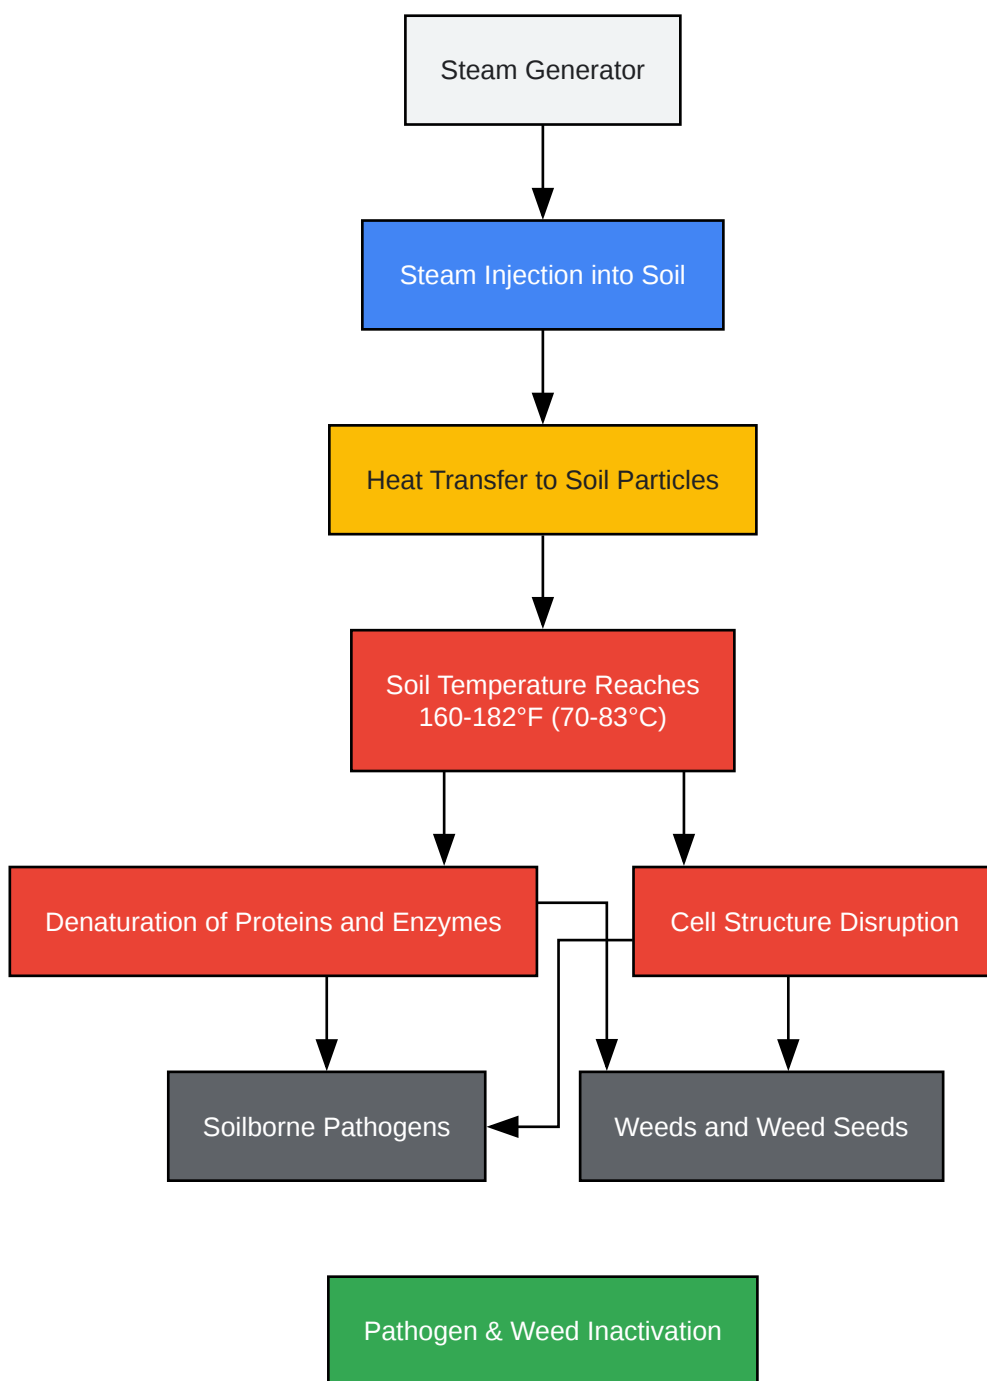 Steam Generator
Steam Injection into Soil
Heat Transfer to Soil Particles
Soil Temperature Reaches
160-182°F (70-83°C)
Denaturation of Proteins and Enzymes
Cell Structure Disruption
Soilborne Pathogens
Weeds and Weed Seeds
Pathogen & Weed Inactivation